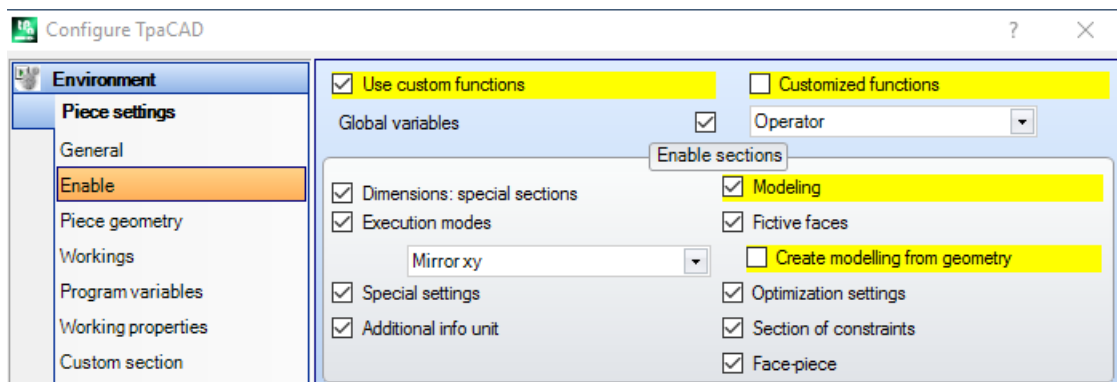 Configure TpaCAD
?
Environment
Piece settings
General
Enable
Piece geometry
Workings
Program variables
Working properties
Custom section
Use custom functions
Customized functions
Global variables
Operator
Enable sections
Dimensions: special sections
Modeling
Execution modes
Fictive faces
Mirror xy
Create modelling from geometry
Special settings
Optimization settings
Additional info unit
Section of constraints
Face-piece